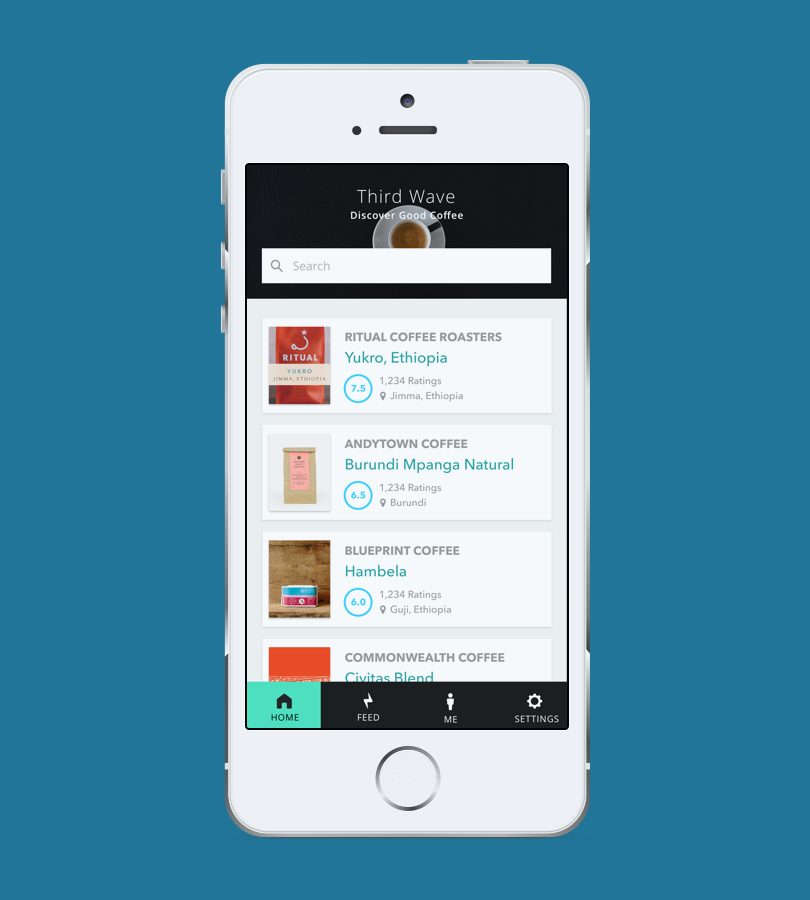 Third Wave
Discover Good Coffee
Search
RITUAL
YUKRO
JIMMA, ETHIOPIA
RITUAL COFFEE ROASTERS
Yukro, Ethiopia
7.5
1,234 Ratings
Jimma, Ethiopia
ANDYTOWN COFFEE
Burundi Mpanga Natural
6.5
1,234 Ratings
Burundi
BLUEPRINT COFFEE
Hambela
6.0
1,234 Ratings
Guji, Ethiopia
COMMONWEALTH COFFEE
Civitas Blend
HOME
FEED
ME
SETTINGS